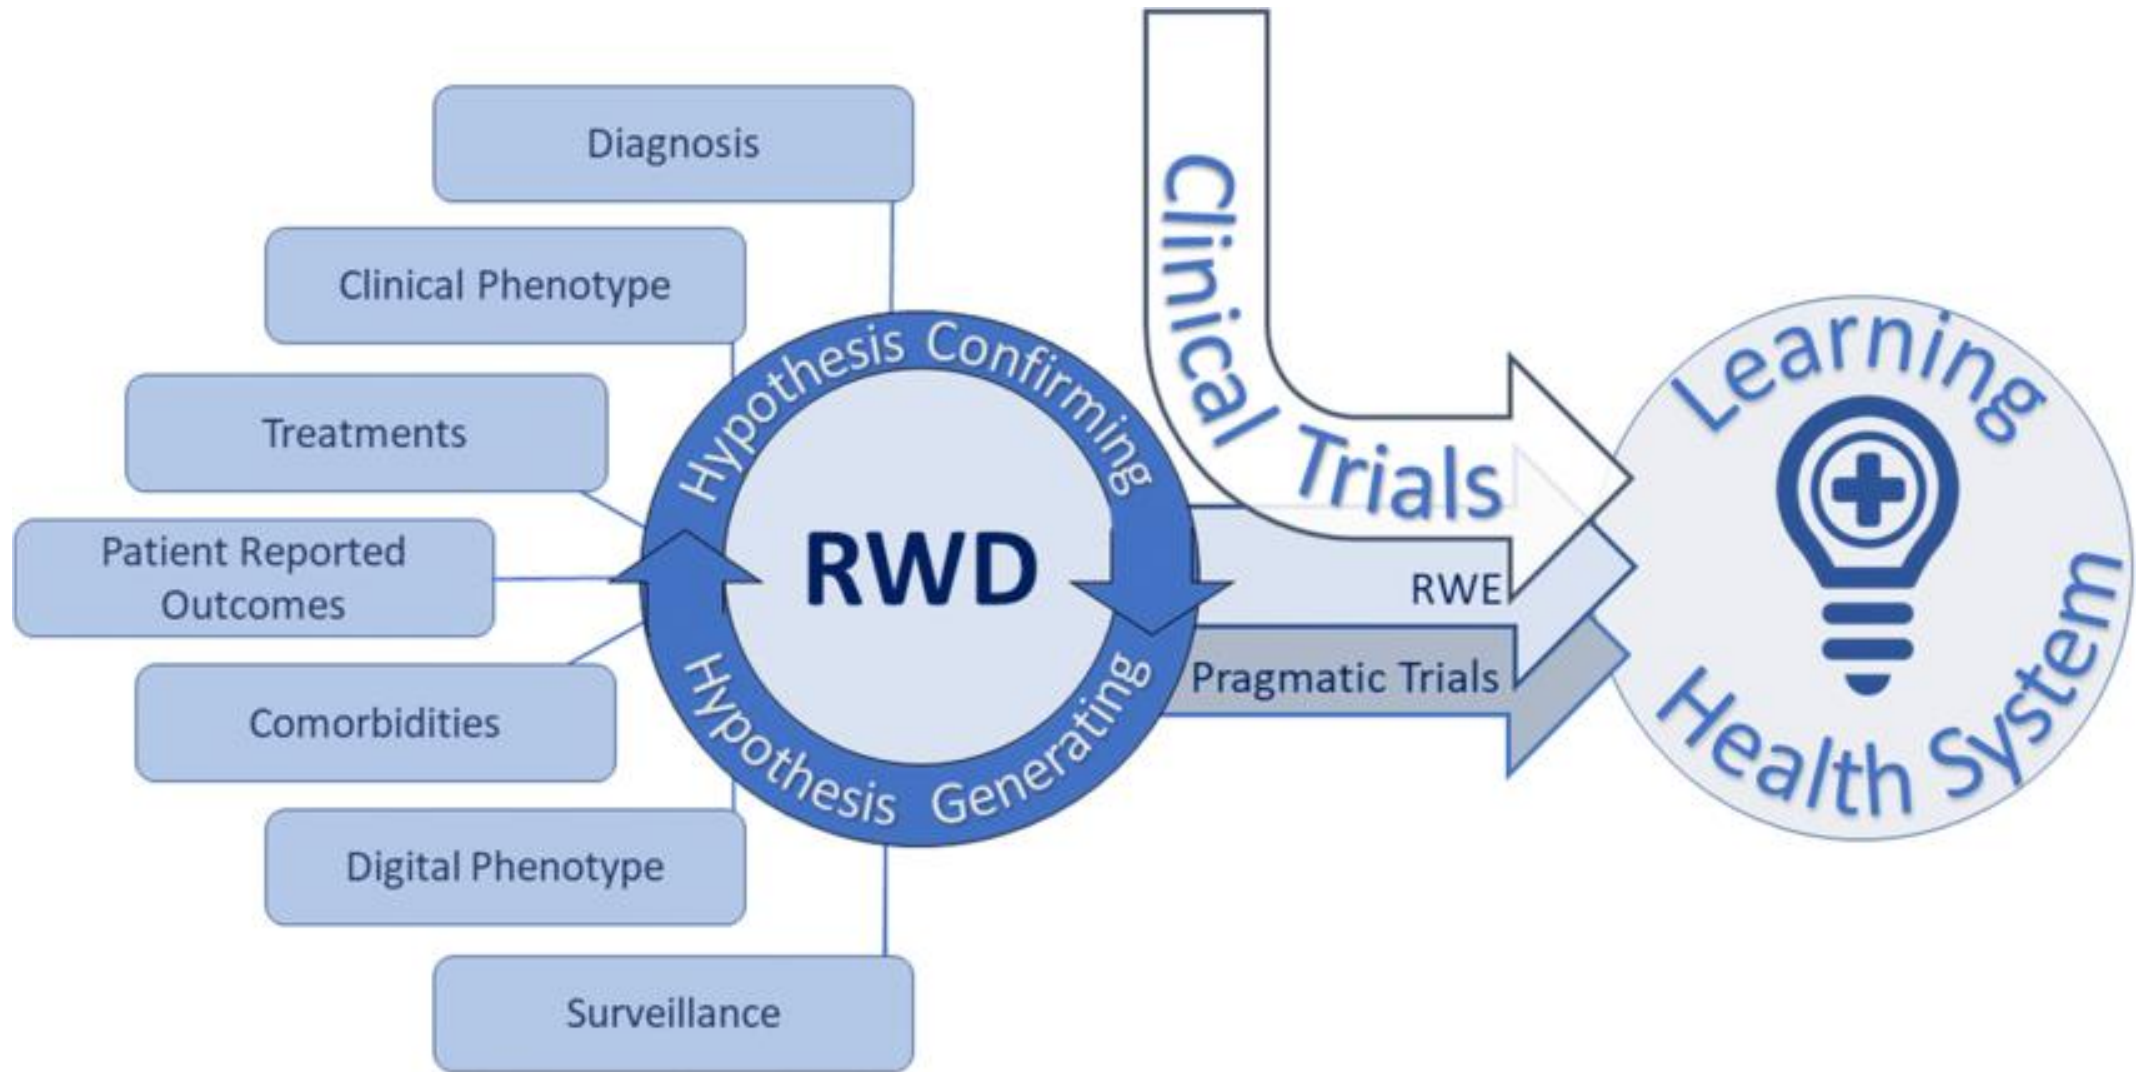 Diagnosis
Clinical Phenotype
Treatments
Patient Reported
Outcomes
Comorbidities
Digital Phenotype
Surveillance
Hypothesis Confirming
RWD
Hypothesis Generating
Clinical Trials
RWE
Pragmatic Trials
Learning
Health System